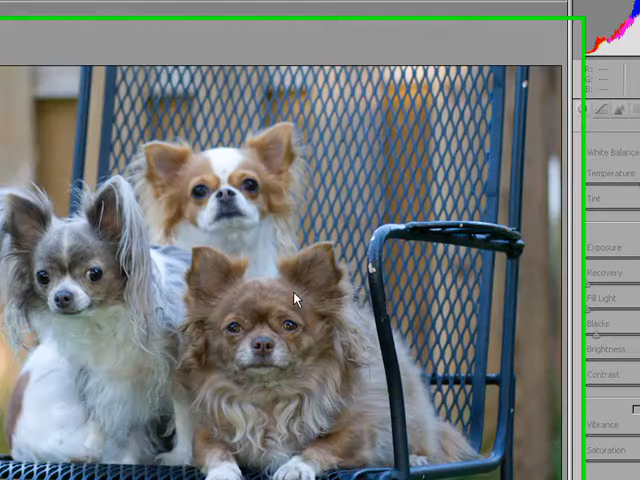 R: ---
G: ---
B: ---
White Balance
Temperature
Tint
Exposure
Recovery
Fill Light
Blacks
Brightness
Contrast
Vibrance
Saturation